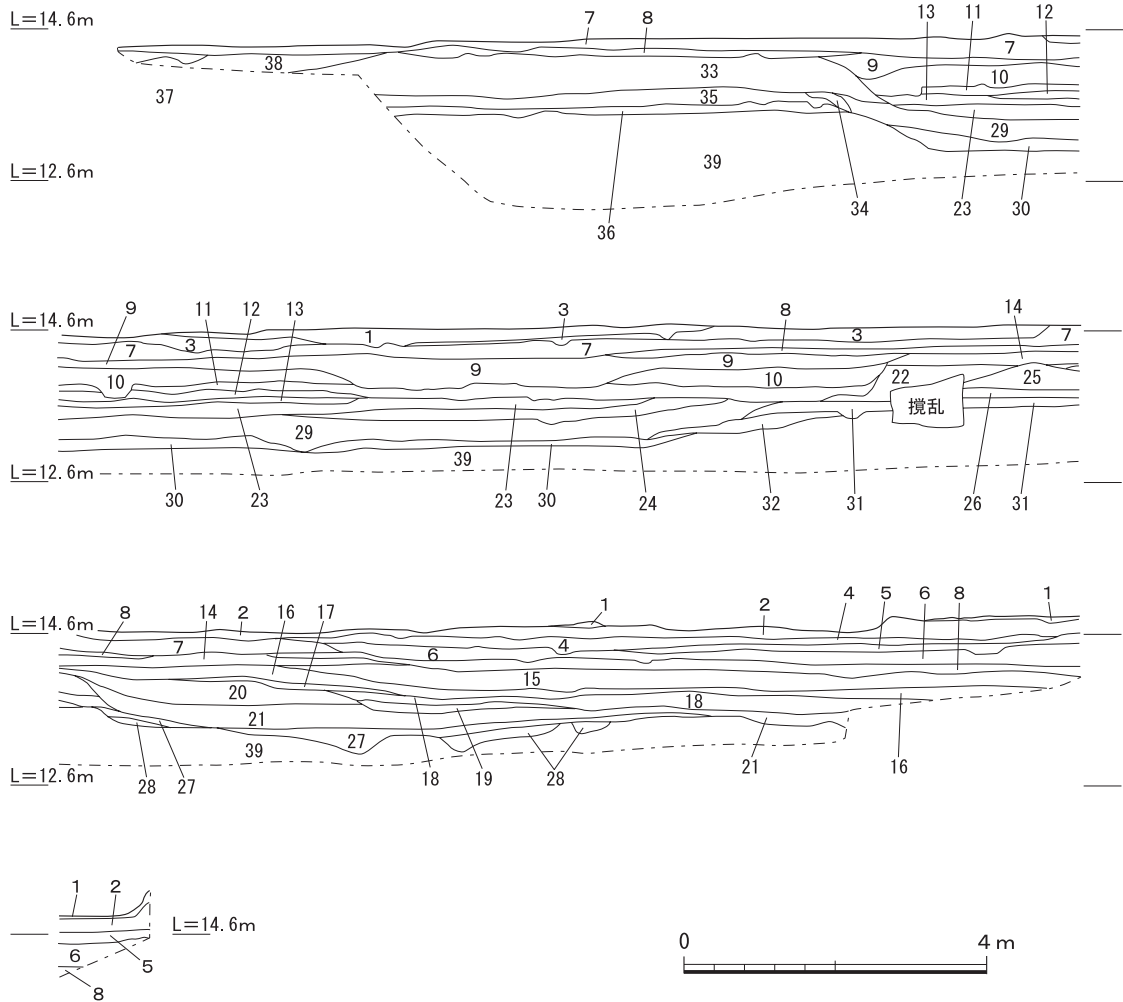 L=14.6m
7 8 13 11 12
7
38 9 10
33
37 35
29
39
L=12.6m
36 34 23 30
9 11 12 13 3 8 14
L=14.6m
1 3 7
7 3 7
9 9
10 10 22 25
撹乱
29
39
L=12.6m
30 23 23 30 24 32 31 26 31
8 14 2 16 17 1 2 4 5 6 8 1
L=14.6m
7 4
6
15
20 18
21
27
39
L=12.6m
28 27 18 19 28 21 16
1 2
L=14.6m
6 5
8
0 4m